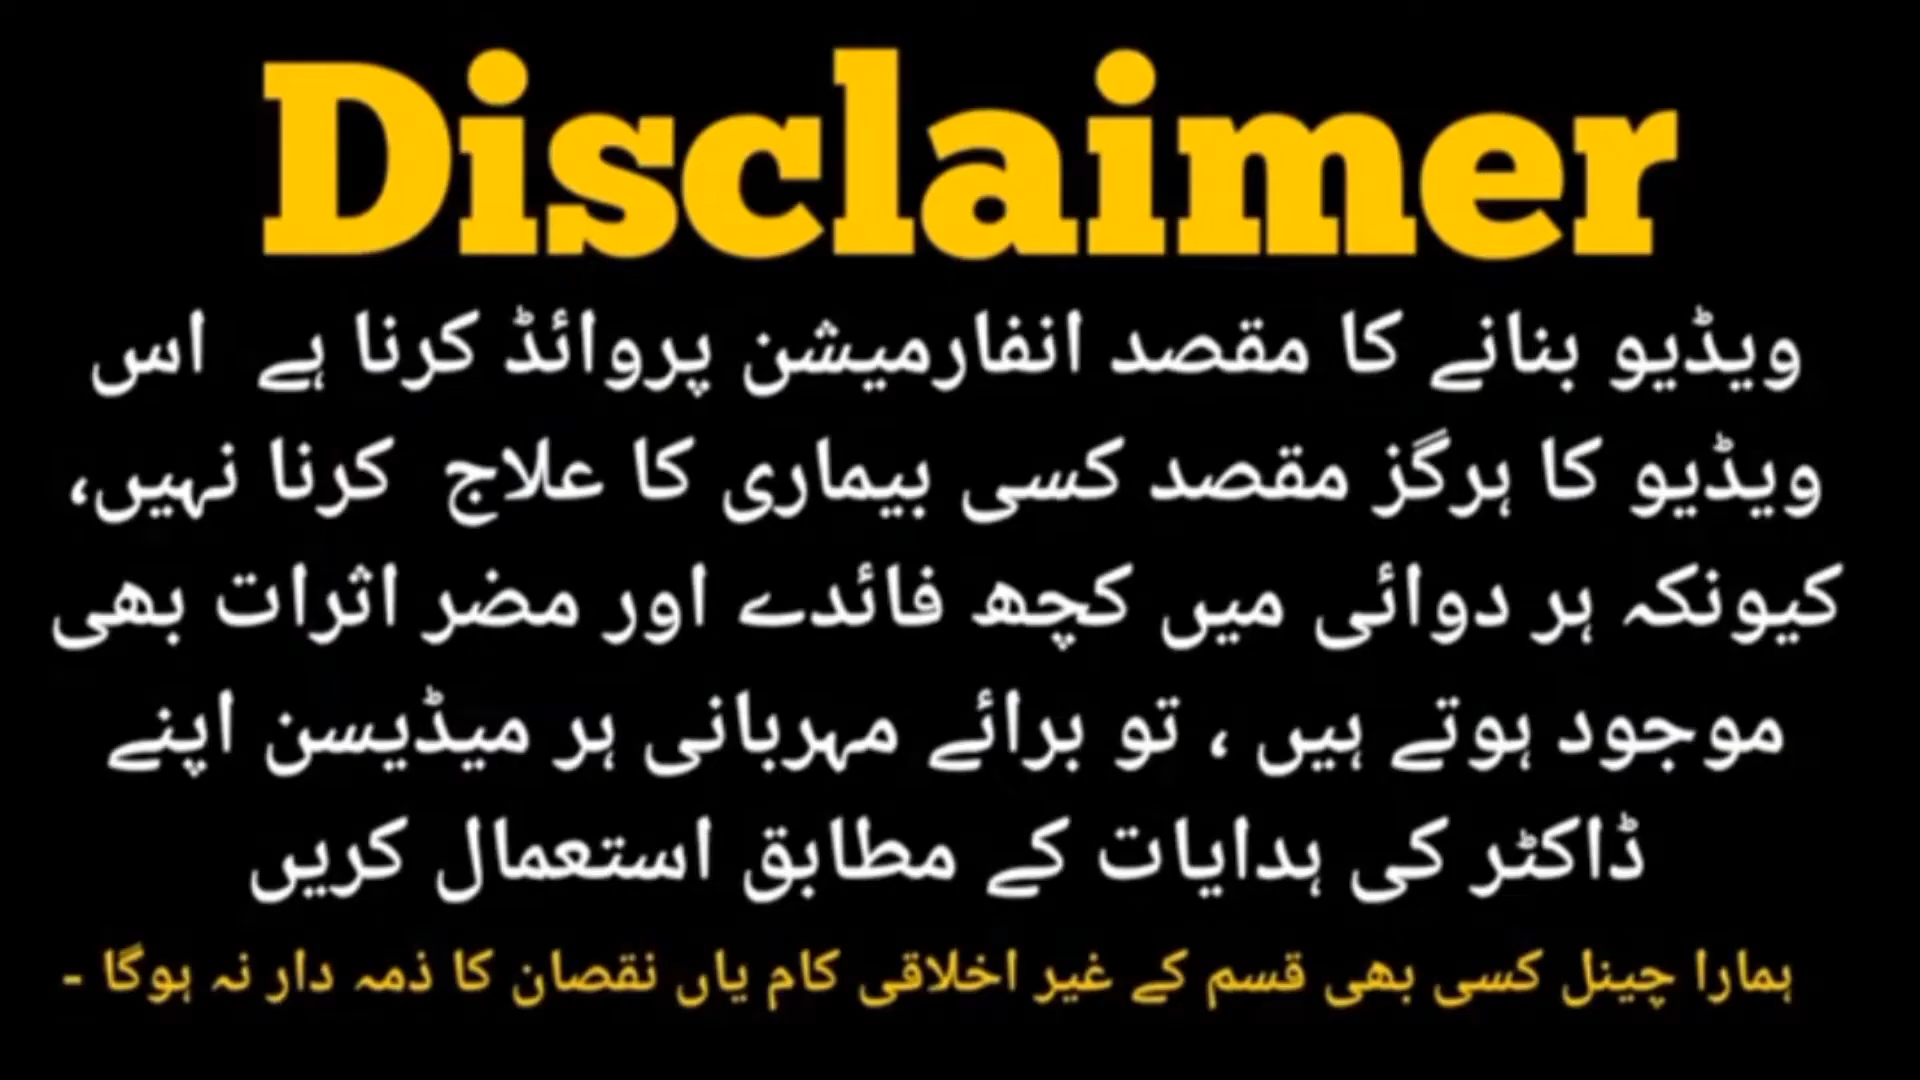 Disclaimer
ویڈیو بنانے کا مقصد انفارمیشن پروائڈ کرنا ہے اس
ویڈیو کا ہرگز مقصد کسی بیماری کا علاج کرنا نہیں،
کیونکہ ہر دوائی میں کچھ فائدے اور مضر اثرات بھی
موجود ہوتے ہیں ، تو برائے مہربانی ہر میڈیسن اپنے
ڈاکٹر کی ہدایات کے مطابق استعمال کریں
ہمارا چینل کسی بھی قسم کے غیر اخلاقی کام یاں نقصان کا ذمہ دار نہ ہوگا -